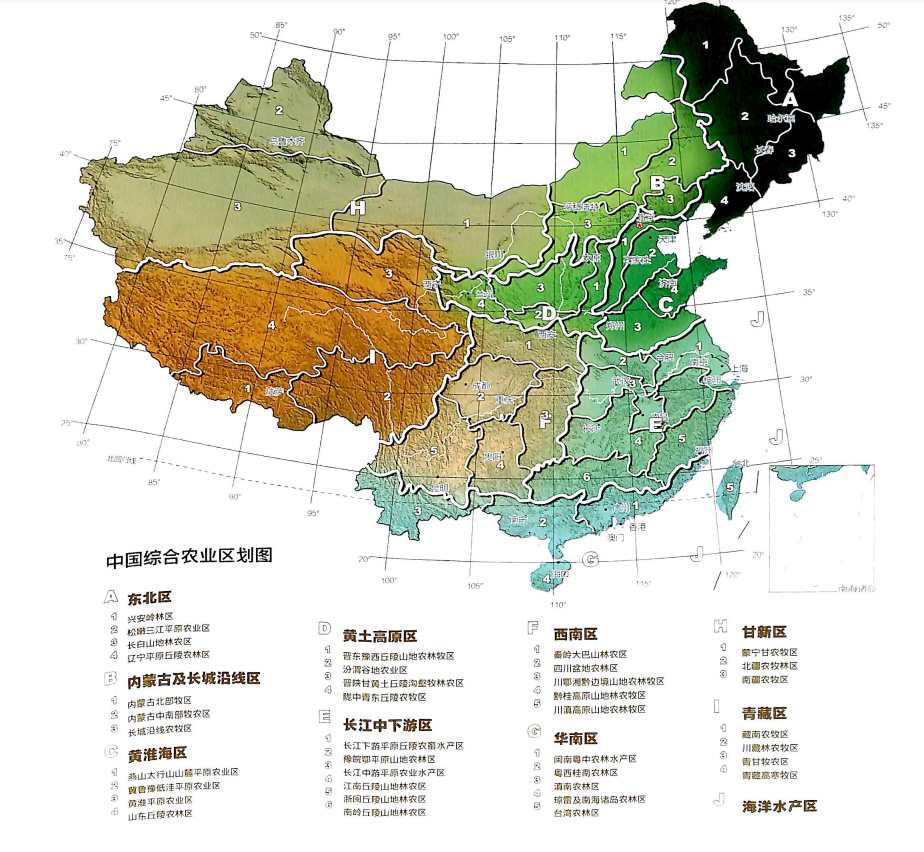 120°
135°
85°
90°
95°
100°
105°
110°
115°
130°
50°
50°
1
A
80°
2
45°
45°
哈尔滨
2
135°
乌鲁木齐
75°
1
长春
3
40°
2
B
沈阳
3
H
3
4
40°
1
呼和浩特
3
北京
130°
1
天津
35°
银川
太原
2
石家庄
75°
3
西宁
济南
4
兰州
3
1
C
35°
4
4
2
D
郑州
3
J
西安
30°
1
1
I
2
合肥
南京
成都
武汉
3
上海
1
拉萨
2
2
重庆
杭州
30°
3
F
南昌
E
25°
长沙
4
5
80°
5
贵阳
4
福州
J
北回归线
台北
25°
昆明
6
85°
90°
5
95°
3
广州
1
南宁
2
香港
澳门
20°
G
J
20°
100°
4
海口
105°
115°
120°
南海诸岛
110°
中国综合农业区划图
A 东北区
1 兴安岭林区
2 松嫩三江平原农业区
3 长白山地林农区
4 辽宁平原丘陵农林区
B 内蒙古及长城沿线区
1 内蒙古北部牧区
2 内蒙古中南部牧农区
3 长城沿线农牧区
C 黄淮海区
1 燕山太行山山麓平原农业区
2 冀鲁豫低洼平原农业区
3 黄淮平原农业区
4 山东丘陵农林区
D 黄土高原区
1 晋东豫西丘陵山地农林牧区
2 汾渭谷地农业区
3 晋陕甘黄土丘陵沟壑牧林农区
4 陇中青东丘陵农牧区
E 长江中下游区
1 长江下游平原丘陵农畜水产区
2 豫皖鄂平原山地农林区
3 长江中游平原农业水产区
4 江南丘陵山地林农区
5 浙闽丘陵山地林农区
6 南岭丘陵山地林农区
F 西南区
1 秦岭大巴山林农区
2 四川盆地农林区
3 川鄂湘黔边境山地农林牧区
4 黔桂高原山地林农牧区
5 川滇高原山地农林牧区
G 华南区
1 闽南粤中农林水产区
2 粤西桂南农林区
3 滇南农林区
4 琼雷及南海诸岛农林区
5 台湾农林区
H 甘新区
1 蒙宁甘农牧区
2 北疆农牧林区
3 南疆农牧区
I 青藏区
1 藏南农牧区
2 川藏林农牧区
3 青甘牧农区
4 青藏高寒牧区
J 海洋水产区